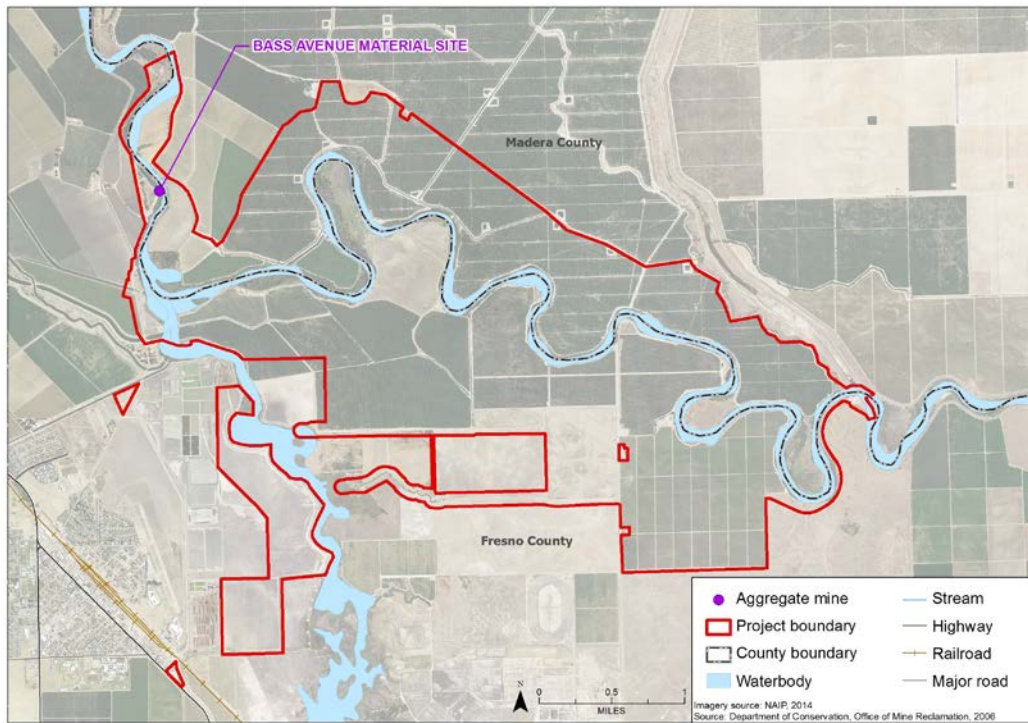 BASS AVENUE MATERIAL SITE
Madera County
Fresno County
Aggregate mine
Project boundary
County boundary
Waterbody
Stream
Highway
Railroad
Major road
N
0 0.5 1
MILES
Imagery source: NAIP, 2014
Source: Department of Conservation, Office of Mine Reclamation, 2006